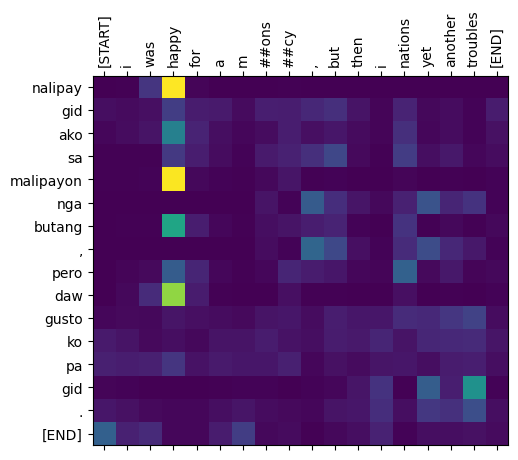 [START]
i
was
happy
for
a
m
##ons
##cy
,
but
then
i
nations
yet
another
troubles
[END]
nalipay
gid
ako
sa
malipayon
nga
butang
,
pero
daw
gusto
ko
pa
gid
.
[END]